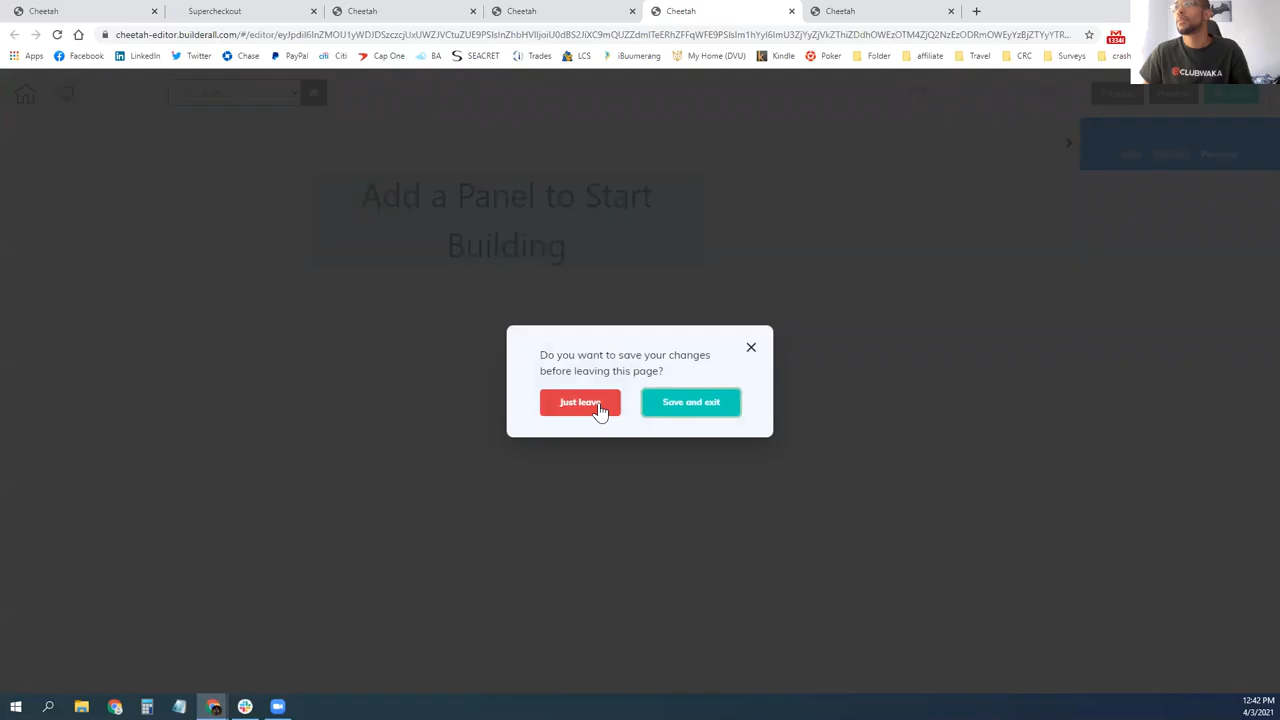 Cheetah
Supercheckout
Cheetah
Cheetah
Cheetah
Cheetah
Apps
Facebook
LinkedIn
Twitter
Chase
PayPal
Citi
Cap One
BA
SEACRET
Trades
LCS
iBuumerang
My Home (DVU)
Kindle
Poker
Folder
affiliate
Travel
CRC
Surveys
crash
CLUBWAKA
Preview
Add a Panel to Start
Building
Do you want to save your changes
before leaving this page?
Just leave
Save and exit
12:42 PM
4/3/2021